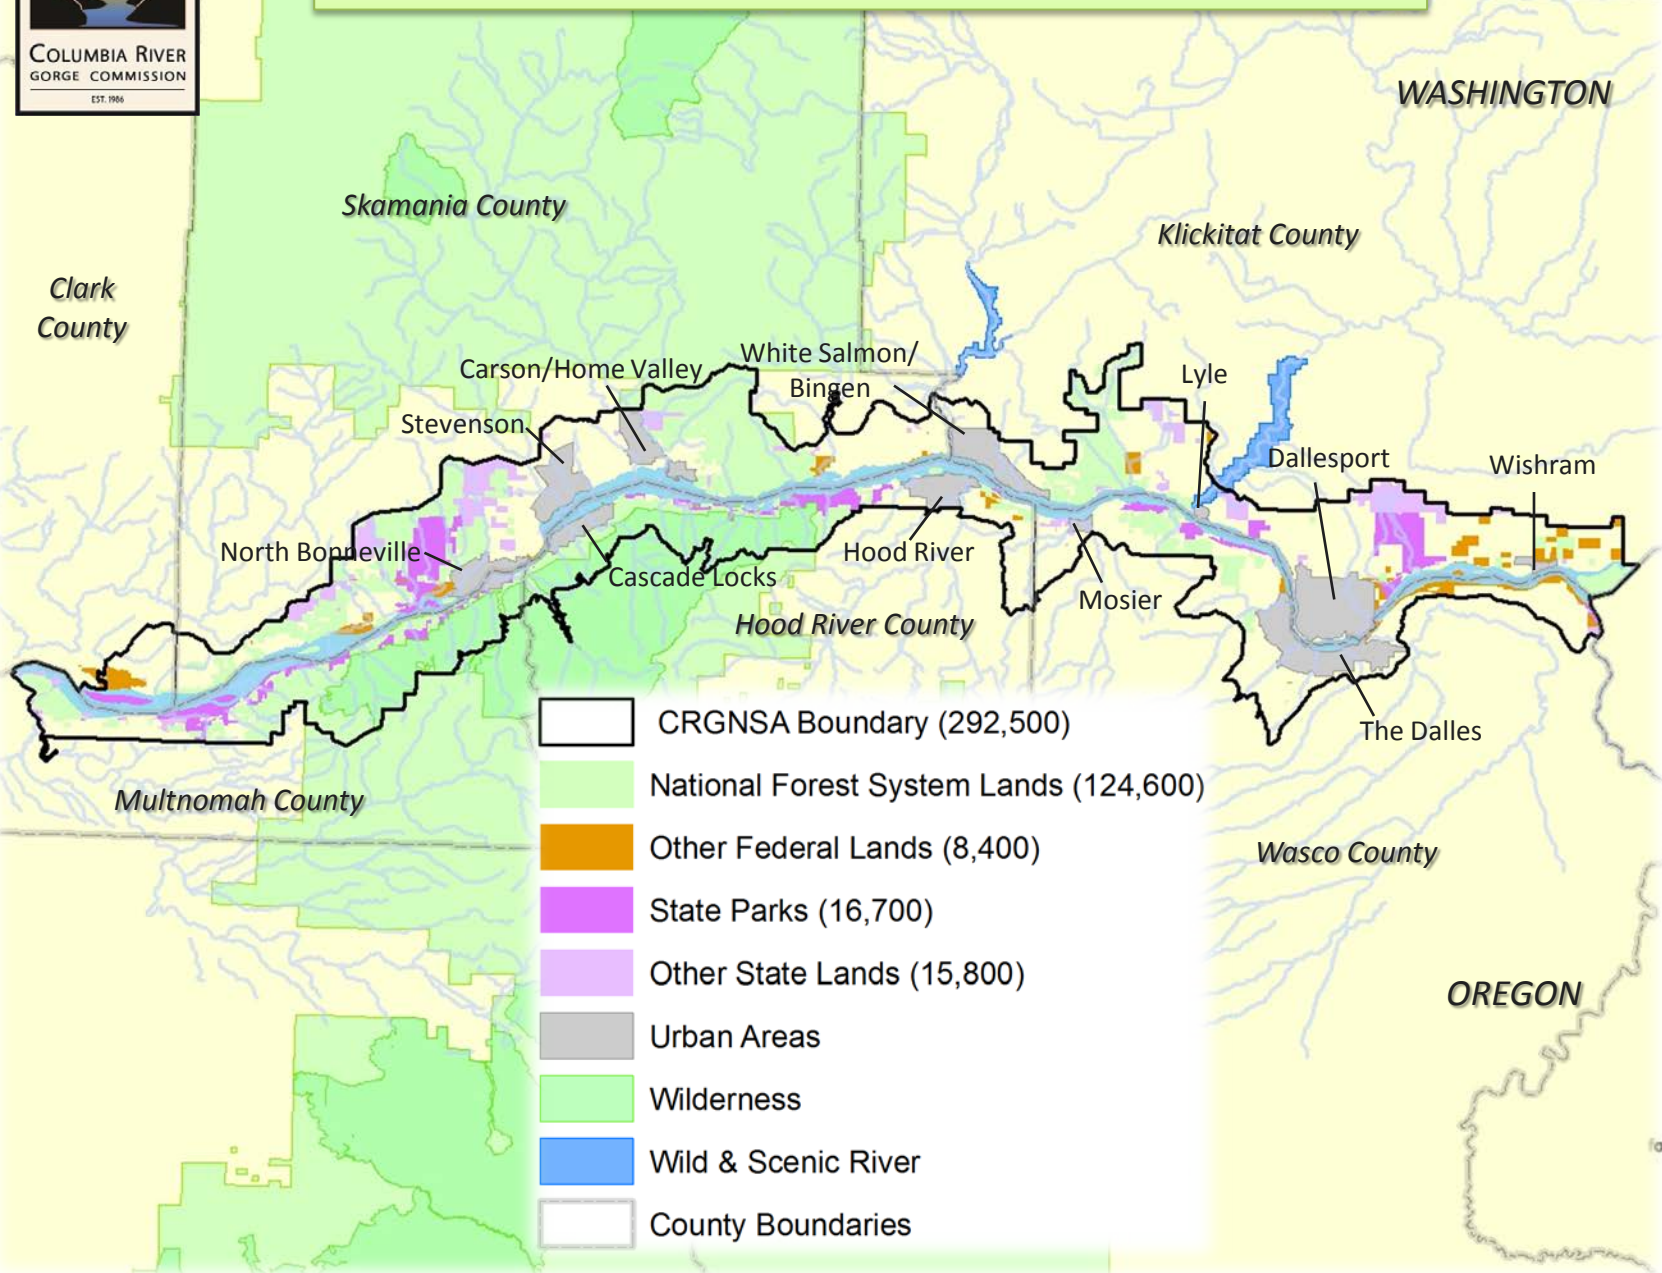 COLUMBIA RIVER
GORGE COMMISSION
EST. 1986
WASHINGTON
Skamania County
Klickitat County
Clark
County
White Salmon/
Bingen
Carson/Home Valley
Lyle
Stevenson
Dallesport
Wishram
North Bonneville
Hood River
Cascade Locks
Mosier
Hood River County
The Dalles
Multnomah County
Wasco County
OREGON
CRGNSA Boundary (292,500)
National Forest System Lands (124,600)
Other Federal Lands (8,400)
State Parks (16,700)
Other State Lands (15,800)
Urban Areas
Wilderness
Wild & Scenic River
County Boundaries